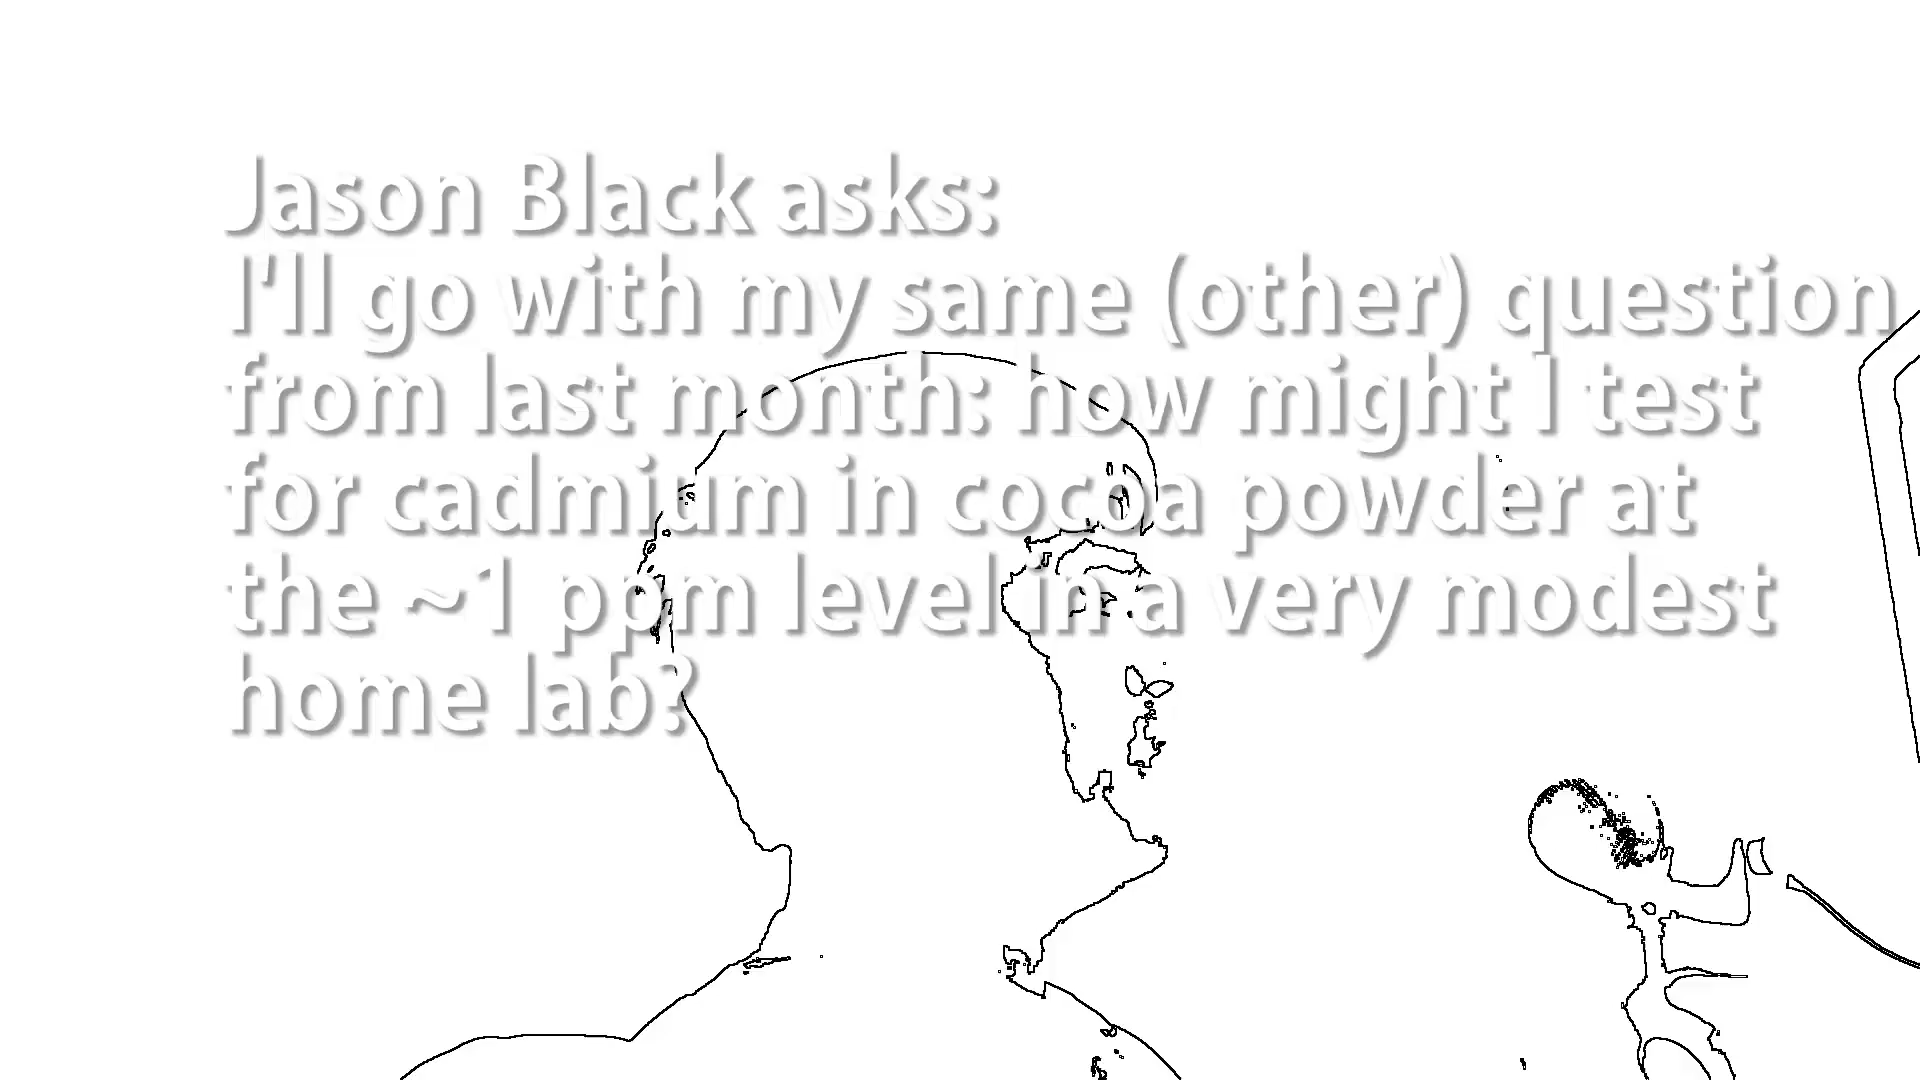 Jason Black asks:
I'll go with my same (other) question
from last month: how might I test
for cadmium in cocoa powder at
the ~1 ppm level in a very modest
home lab?